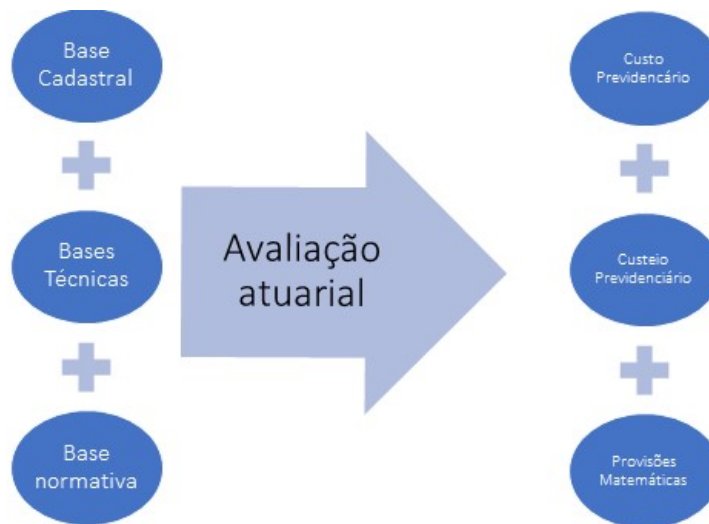 Base
Cadastral
Bases
Técnicas
Base
normativa
Avaliação
atuarial
Custo
Previdencário
Custeio
Previdenciário
Provisões
Matemáticas